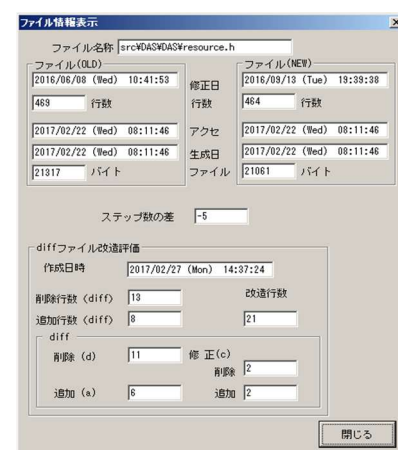 ファイル情報表示
ファイル名称 src¥DAS¥DAS¥resource.h
ファイル(OLD) ファイル(NEW)
2016/06/08 (Wed) 10:41:53 修正日 2016/09/13 (Tue) 19:39:38
469 行数 行数 464 行数
2017/02/22 (Wed) 08:11:46 アクセ 2017/02/22 (Wed) 08:11:46
2017/02/22 (Wed) 08:11:46 生成日 2017/02/22 (Wed) 08:11:46
21317 バイト ファイル 21061 バイト
ステップ数の差 -5
diffファイル改造評価
作成日時 2017/02/27 (Mon) 14:37:24
削除行数 (diff) 13 改造行数
追加行数 (diff) 8 21
diff
削除 (d) 11 修正(c)
削除 2
追加 (a) 6 追加 2
閉じる